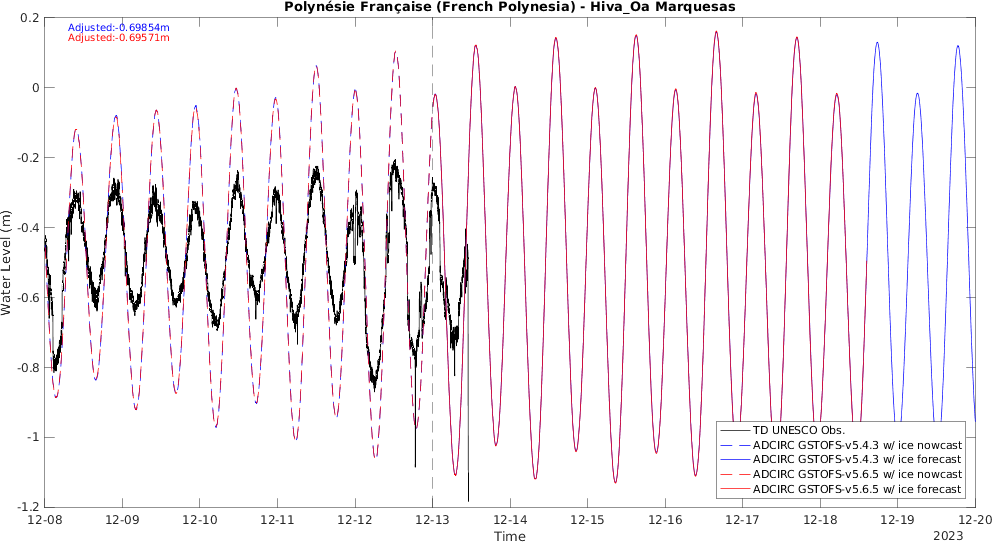 Polynésie Française (French Polynesia) - Hiva_Oa Marquesas
Adjusted:-0.69854m
Adjusted:-0.69571m
0.2
0
-0.2
-0.4
-0.6
-0.8
-1
-1.2
Water Level (m)
TD UNESCO Obs.
ADCIRC GSTOFS-v5.4.3 w/ ice nowcast
ADCIRC GSTOFS-v5.4.3 w/ ice forecast
ADCIRC GSTOFS-v5.6.5 w/ ice nowcast
ADCIRC GSTOFS-v5.6.5 w/ ice forecast
12-08 12-09 12-10 12-11 12-12 12-13 12-14 12-15 12-16 12-17 12-18 12-19 12-20
Time
2023